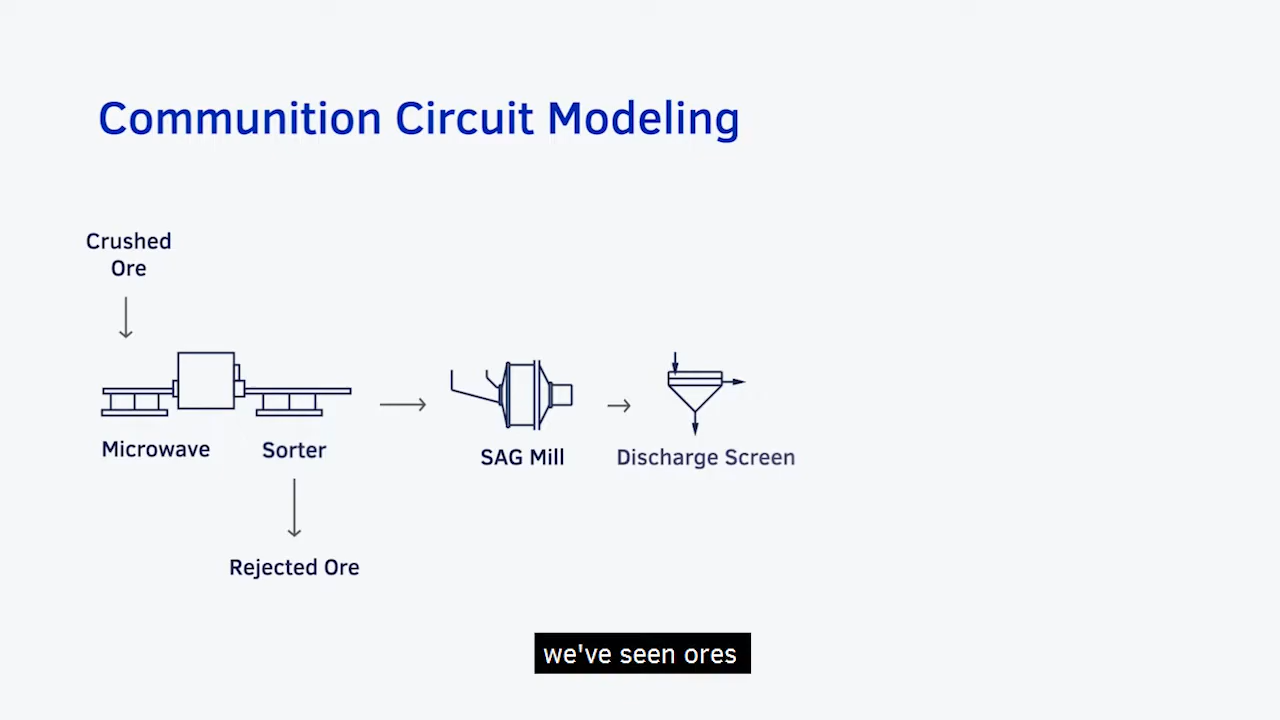 Communition Circuit Modeling
Crushed
Ore
Microwave
Sorter
SAG Mill
Discharge Screen
Rejected Ore
we've seen ores